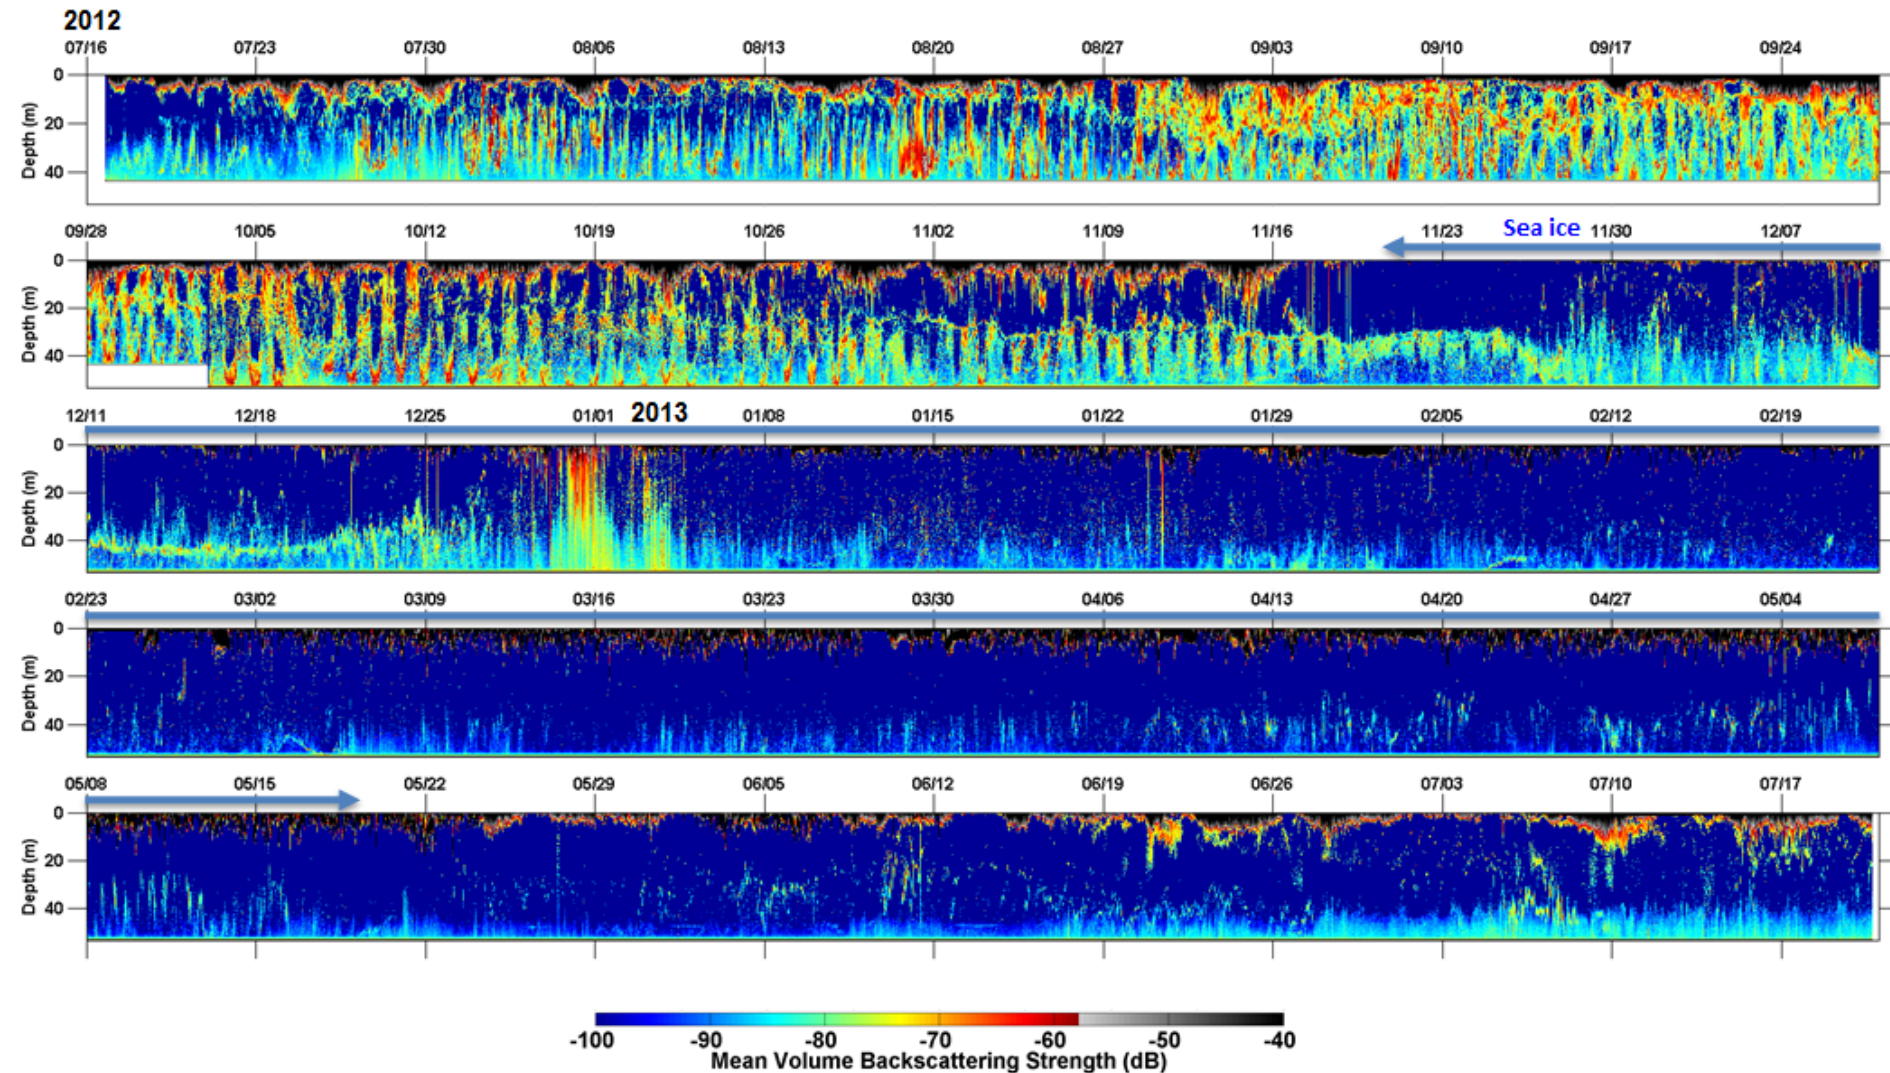 2012
07/16 07/23 07/30 08/06 08/13 08/20 08/27 09/03 09/10 09/17 09/24
0
20
40
Depth (m)
Sea ice
09/28 10/05 10/12 10/19 10/26 11/02 11/09 11/16 11/23 11/30 12/07
0
20
40
Depth (m)
12/11 12/18 12/25 01/01 2013 01/08 01/15 01/22 01/29 02/05 02/12 02/19
0
20
40
Depth (m)
02/23 03/02 03/09 03/16 03/23 03/30 04/06 04/13 04/20 04/27 05/04
0
20
40
Depth (m)
05/08 05/15 05/22 05/29 06/05 06/12 06/19 06/26 07/03 07/10 07/17
0
20
40
Depth (m)
-100 -90 -80 -70 -60 -50 -40
Mean Volume Backscattering Strength (dB)